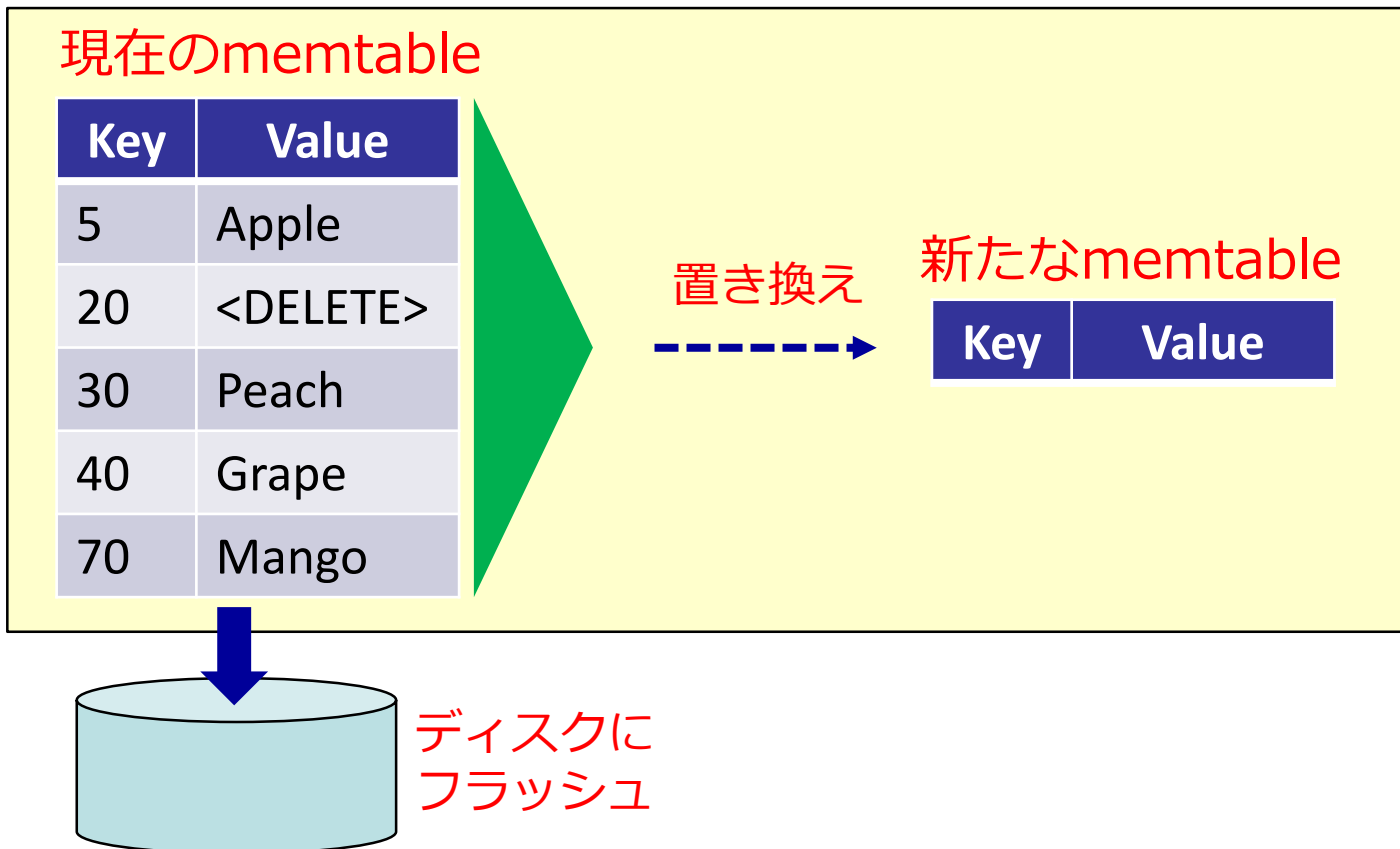 現在のmemtable
Key Value
5 Apple
20 <DELETE>
30 Peach
40 Grape
70 Mango
置き換え
新たなmemtable
Key Value
ディスクに
フラッシュ